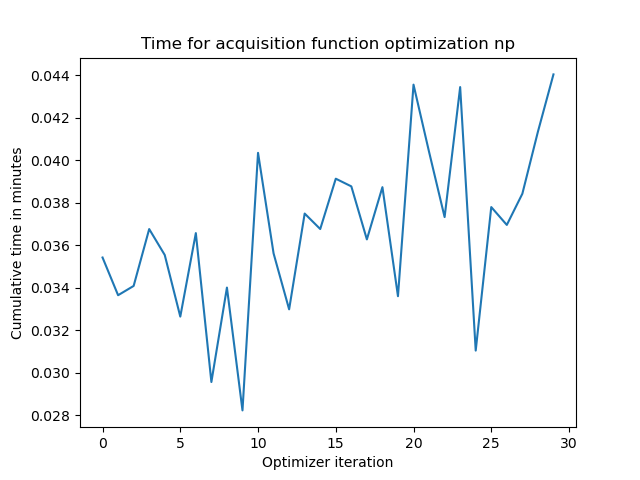 Time for acquisition function optimization np
0.044
0.042
0.040
0.038
0.036
0.034
0.032
0.030
0.028
Cumulative time in minutes
0 5 10 15 20 25 30
Optimizer iteration